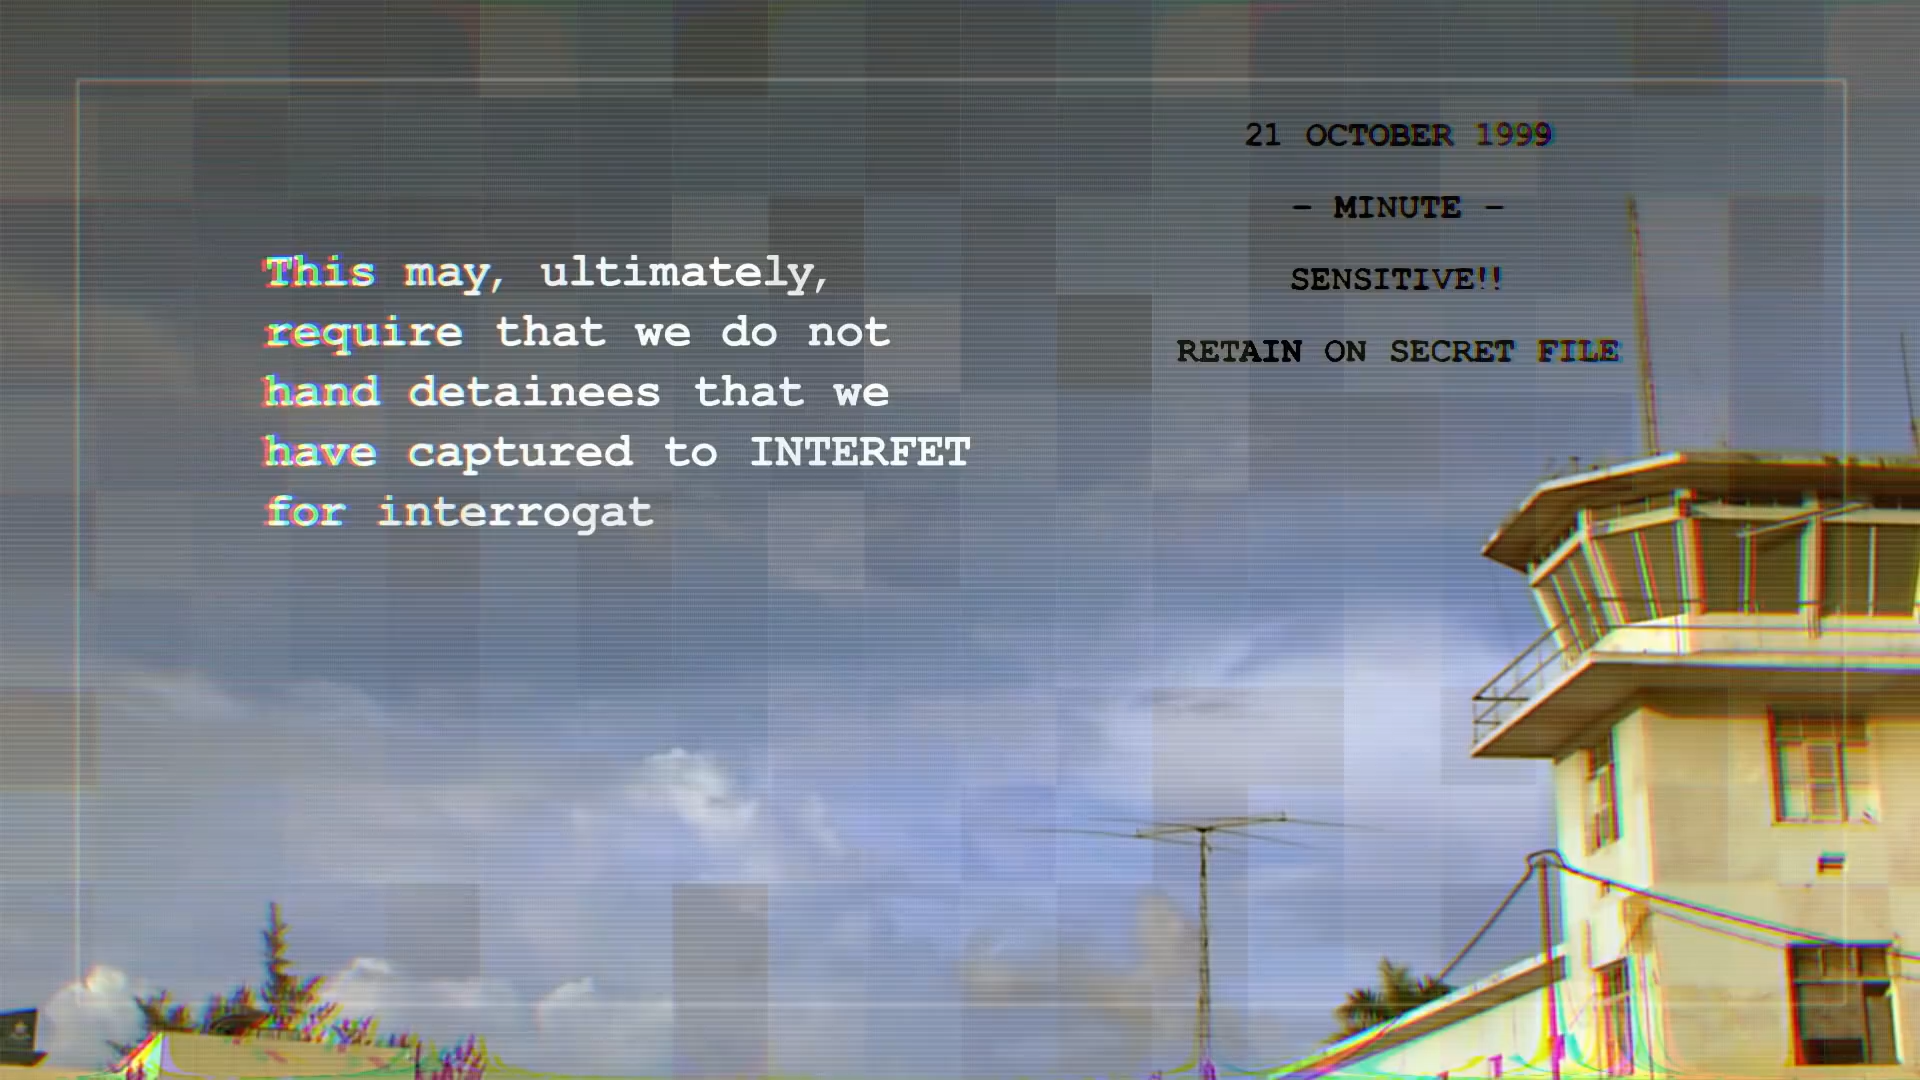 This may, ultimately,
require that we do not
hand detainees that we
have captured to INTERFET
for interrogat
21 OCTOBER 1999
- MINUTE -
SENSITIVE!!
RETAIN ON SECRET FILE